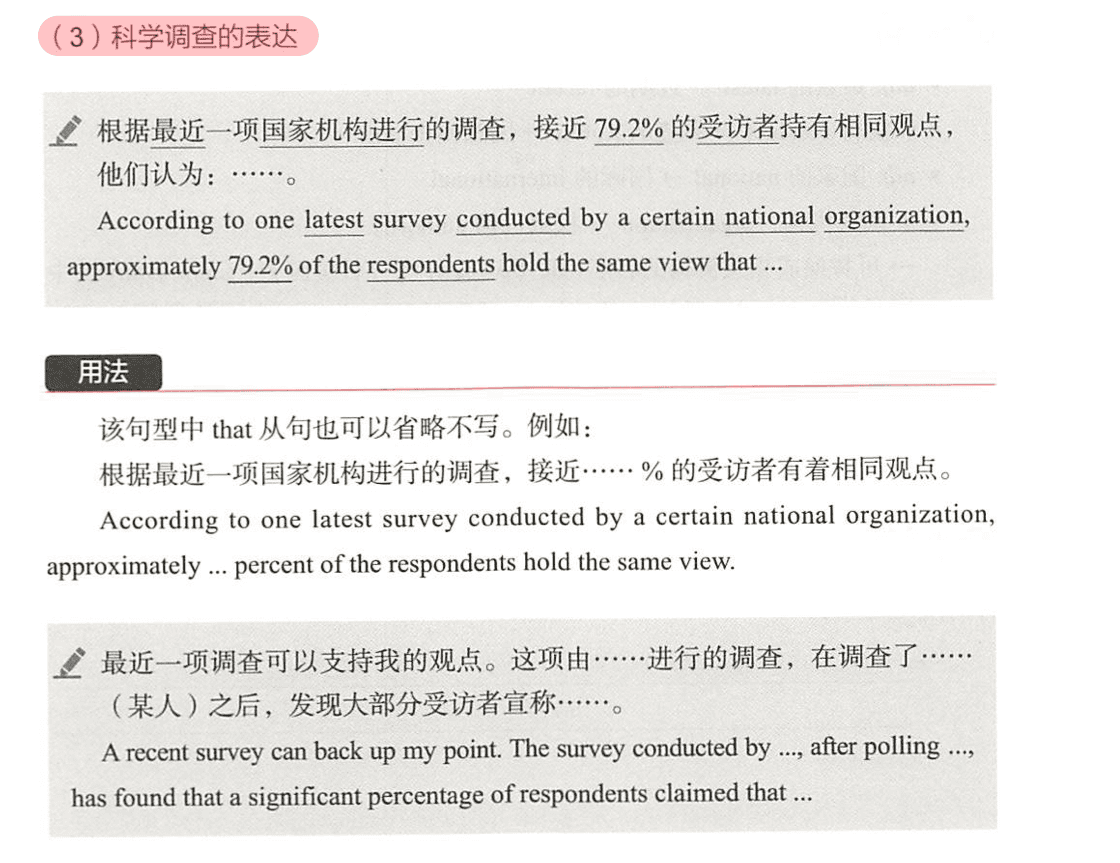 （3）科学调查的表达
根据最近一项国家机构进行的调查，接近 79.2% 的受访者持有相同观点，
他们认为：……。
According to one latest survey conducted by a certain national organization,
approximately 79.2% of the respondents hold the same view that ...
用法
该句型中 that 从句也可以省略不写。例如：
根据最近一项国家机构进行的调查，接近…… % 的受访者有着相同观点。
According to one latest survey conducted by a certain national organization,
approximately ... percent of the respondents hold the same view.
最近一项调查可以支持我的观点。这项由……进行的调查，在调查了……
（某人）之后，发现大部分受访者宣称……。
A recent survey can back up my point. The survey conducted by ..., after polling ...,
has found that a significant percentage of respondents claimed that ...